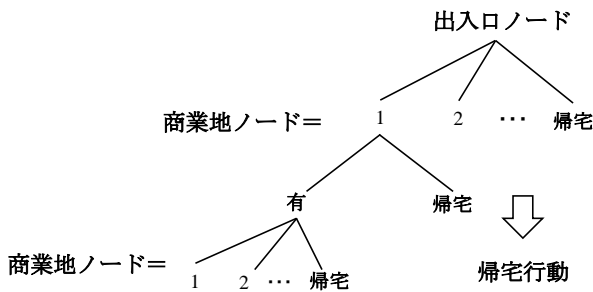 出入口ノード
商業地ノード＝ 1 2 … 帰宅
有 帰宅
商業地ノード＝ 1 2 … 帰宅
帰宅行動